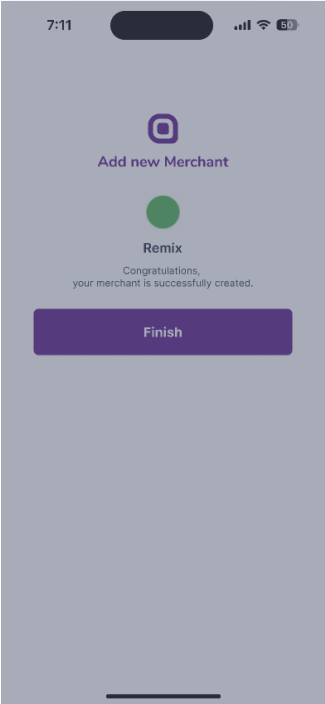 7:11
50
Add new Merchant
Remix
Congratulations,
your merchant is successfully created.
Finish